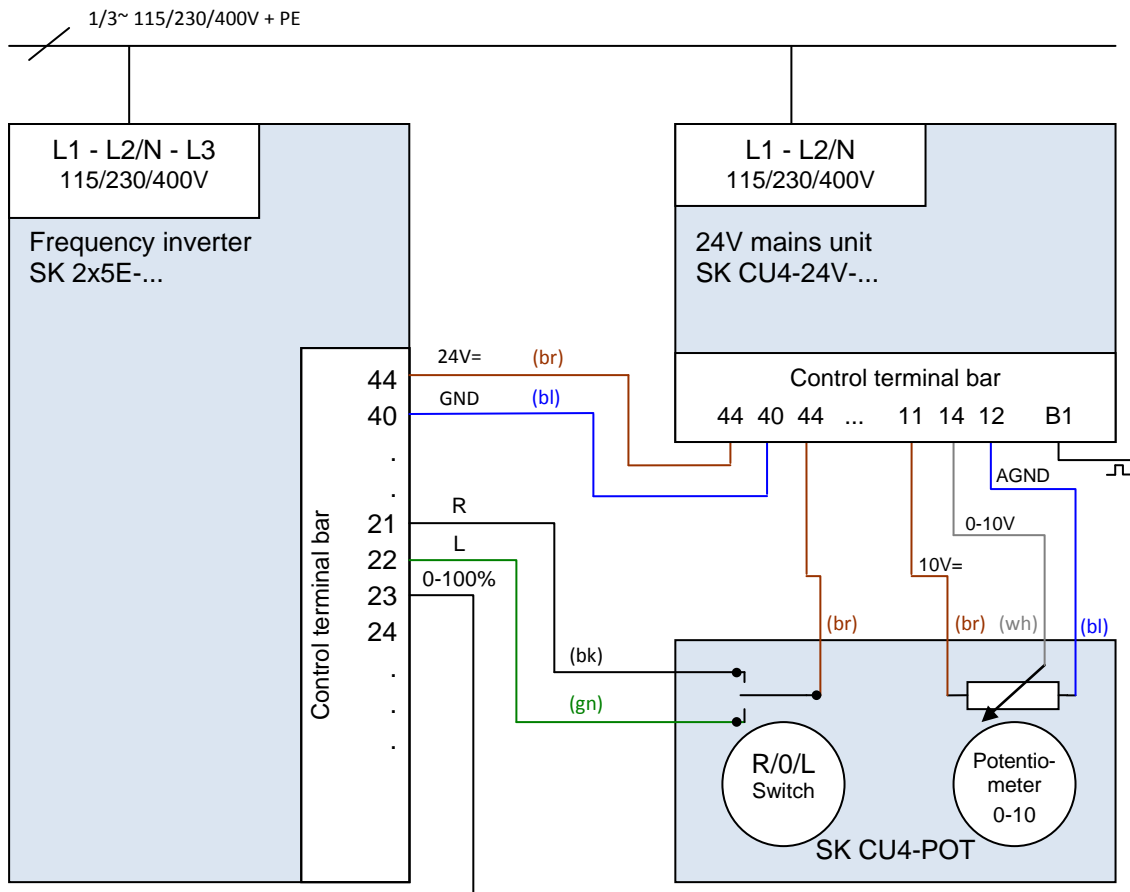 1/3~ 115/230/400V + PE
L1 - L2/N - L3
115/230/400V
Frequency inverter
SK 2x5E-...
L1 - L2/N
115/230/400V
24V mains unit
SK CU4-24V-...
Control terminal bar
44 40 44 ... 11 14 12 B1
24V= (br)
GND (bl)
Control terminal bar
44
40
.
.
21
22
23
24
.
.
.
R
L
0-100%
AGND
0-10V
10V=
(br) (br) (wh) (bl)
(bk)
(gn)
R/0/L
Switch
Potentio-
meter
0-10
SK CU4-POT